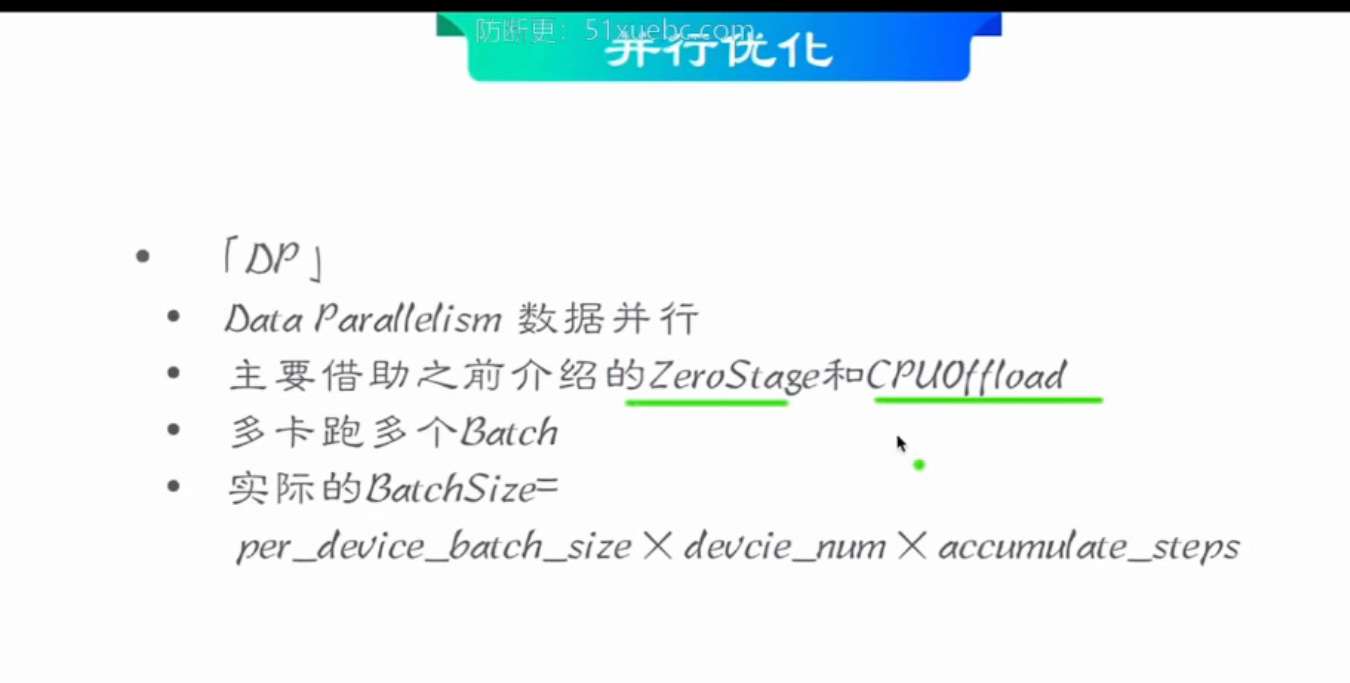 防断更：51xuebc.com
并行优化
「DP」
Data Parallelism 数据并行
主要借助之前介绍的ZeroStage和CPUOffload
多卡跑多个Batch
实际的BatchSize=
per_device_batch_size×devcie_num×accumulate_steps